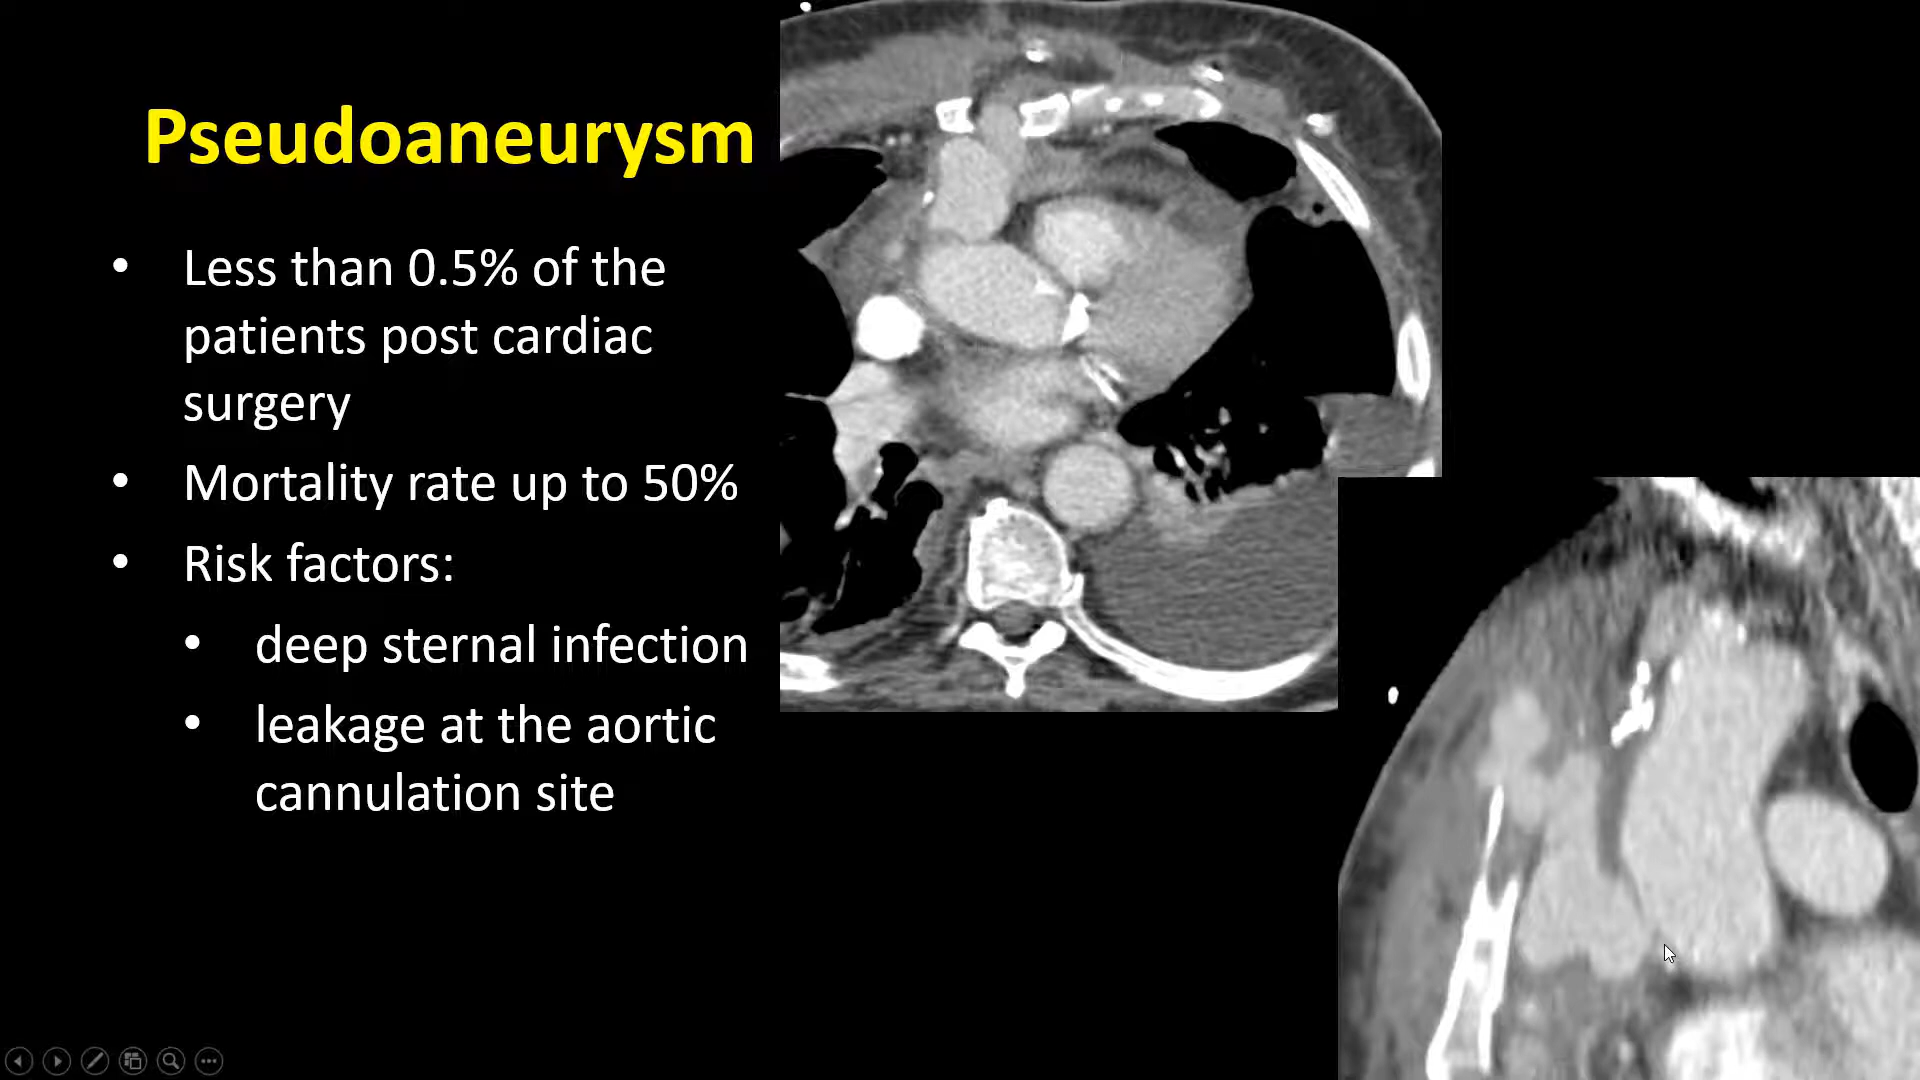 Pseudoaneurysm
• Less than 0.5% of the
patients post cardiac
surgery
• Mortality rate up to 50%
• Risk factors:
• deep sternal infection
• leakage at the aortic
cannulation site